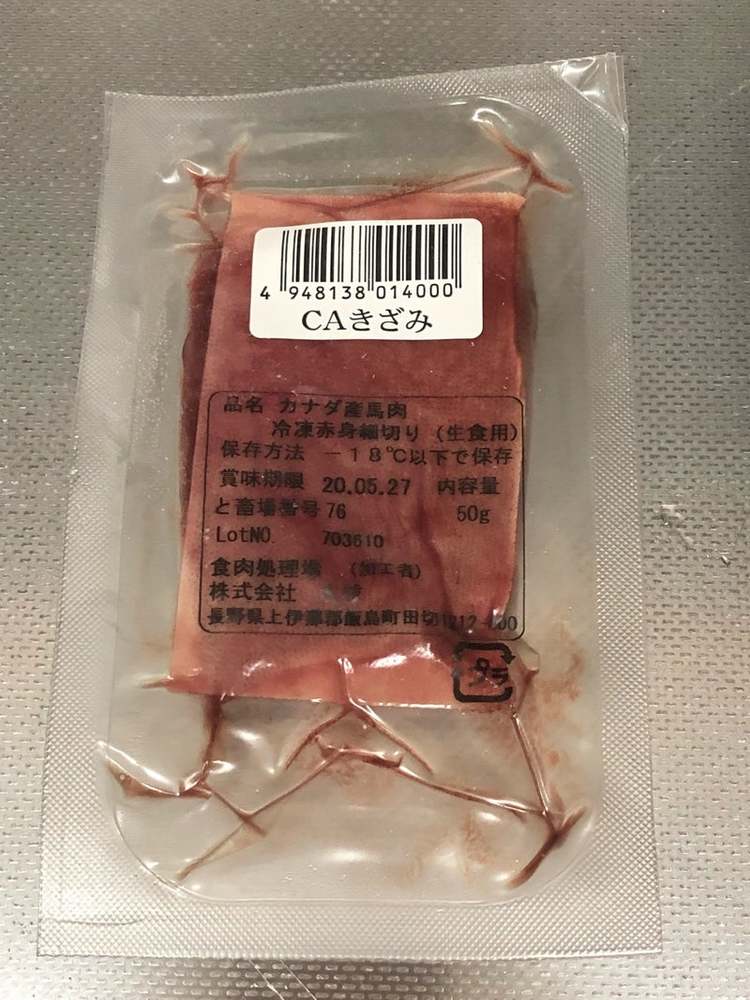 4 948138 014000
CAきざみ
品名 カナダ産馬肉
冷凍赤身細切り (生食用)
保存方法 −18℃以下で保存
賞味期限 20.05.27 内容量
と畜場番号 76 50g
LotNO. 703610
食肉処理場 (加工者)
株式会社
長野県上伊那郡飯島町田切1212-
プラ